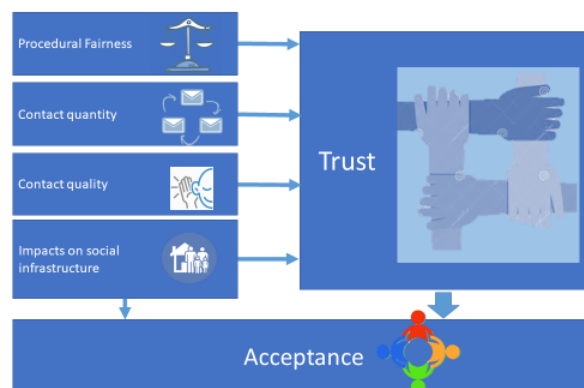 Procedural Fairness
Contact quantity
Contact quality
Impacts on social
infrastructure
Trust
Acceptance